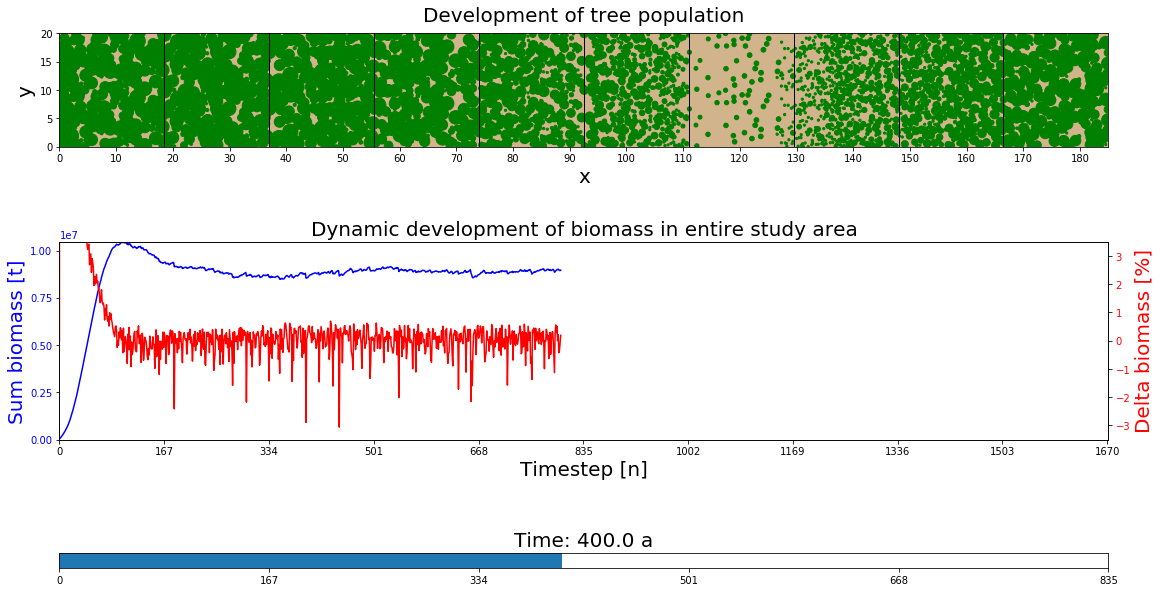 Development of tree population
20
15
10
5
0
y
0 10 20 30 40 50 60 70 80 90 100 110 120 130 140 150 160 170 180
x
Dynamic development of biomass in entire study area
1e7
1.00
0.75
0.50
0.25
0.00
Sum biomass [t]
3
2
1
0
−1
−2
−3
Delta biomass [%]
0 167 334 501 668 835 1002 1169 1336 1503 1670
Timestep [n]
Time: 400.0 a
0 167 334 501 668 835